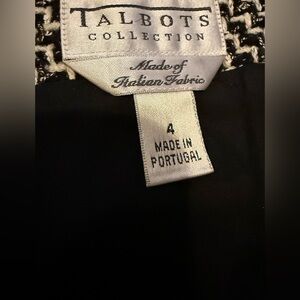 TALBOTS
COLLECTION
Made of
Italian Fabric
4
MADE IN
PORTUGAL